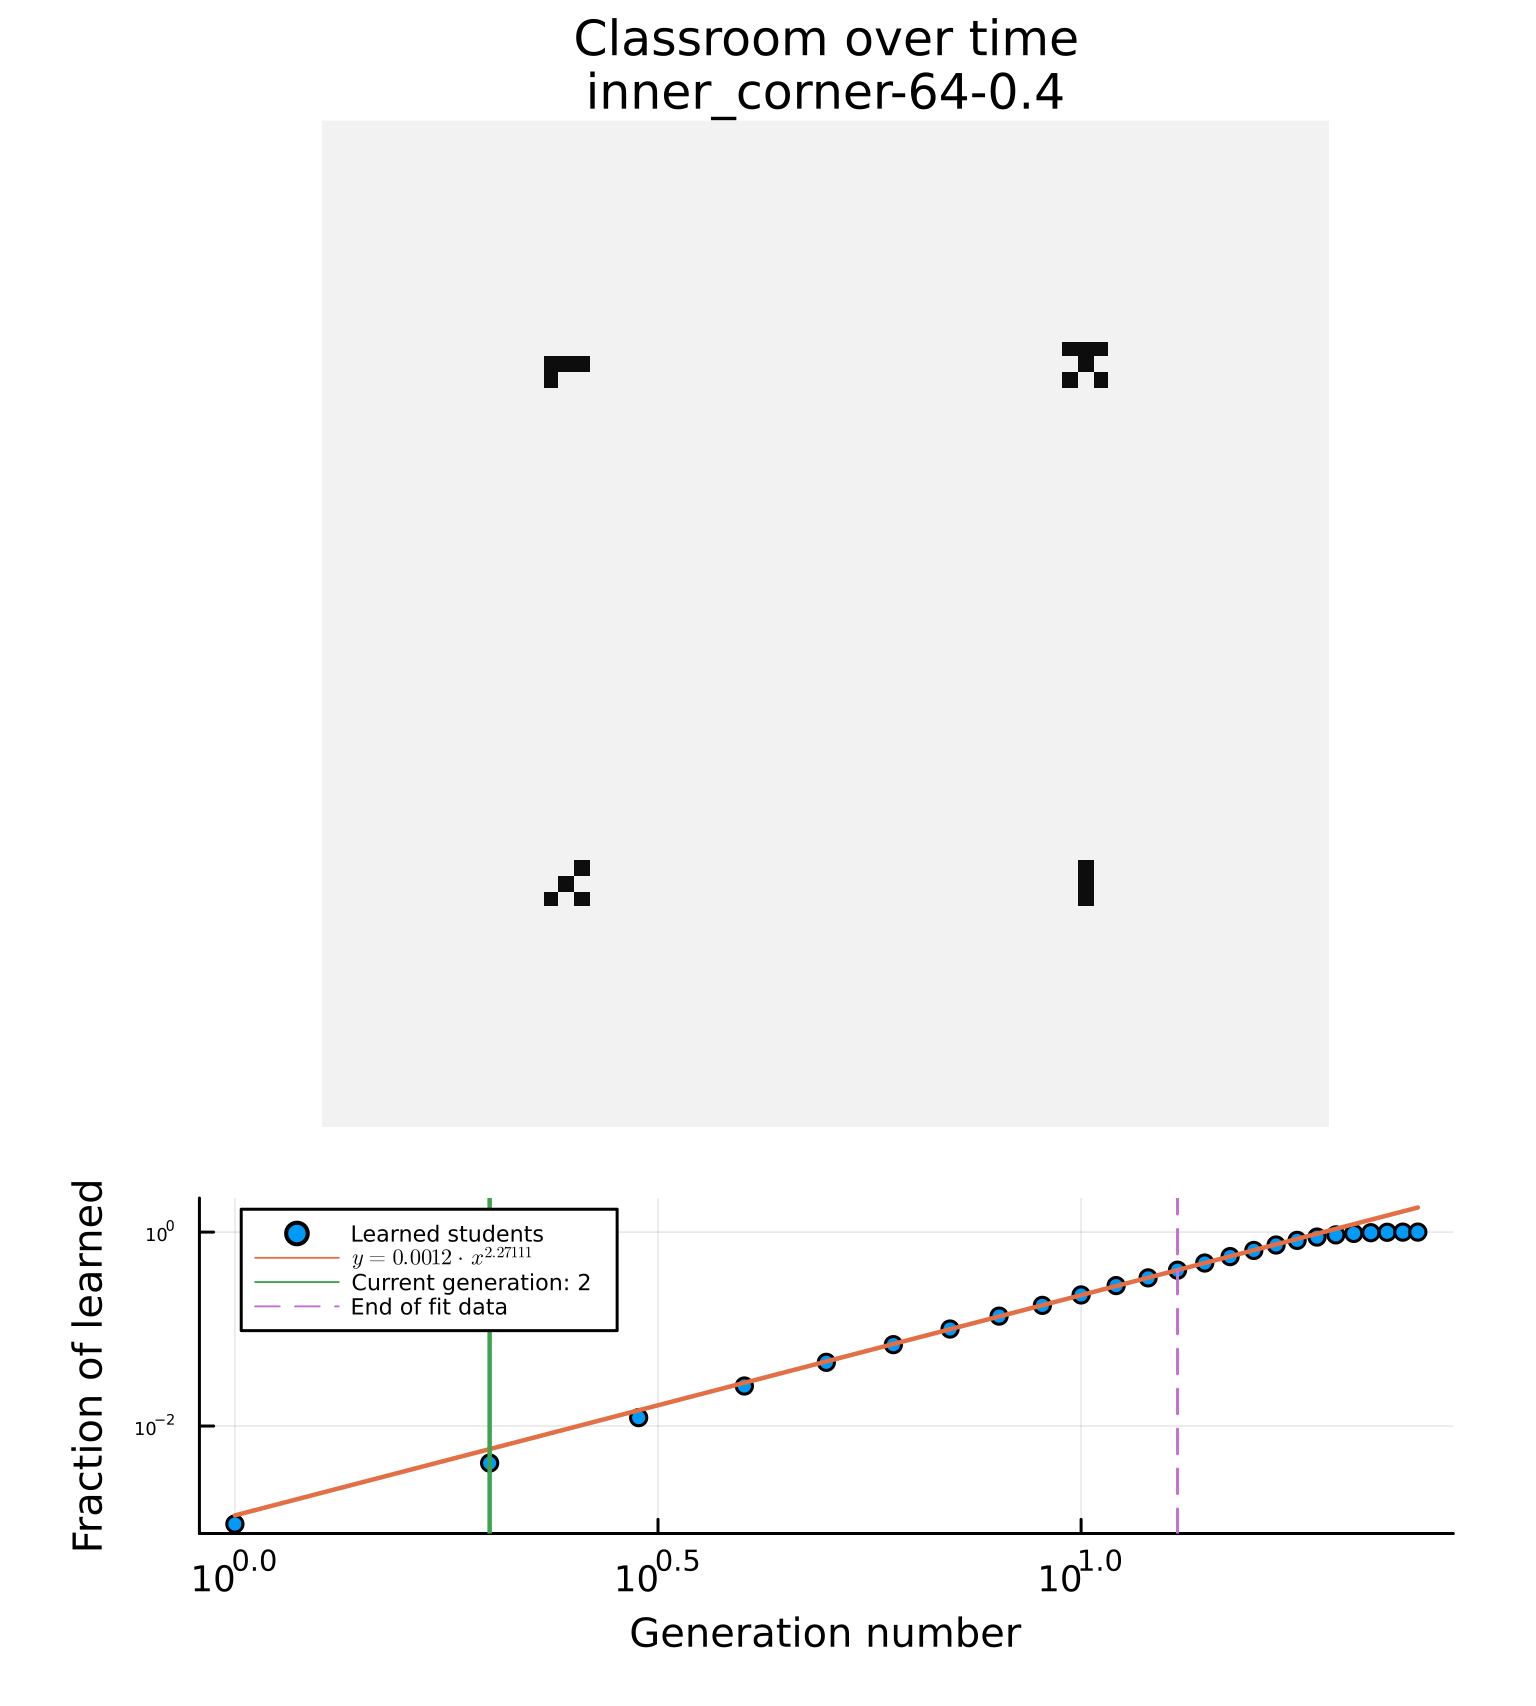 Classroom over time
inner_corner-64-0.4
Fraction of learned
10^0
10^−2
Learned students
y = 0.0012 · x^2.27111
Current generation: 2
End of fit data
10^0.0
10^0.5
10^1.0
Generation number